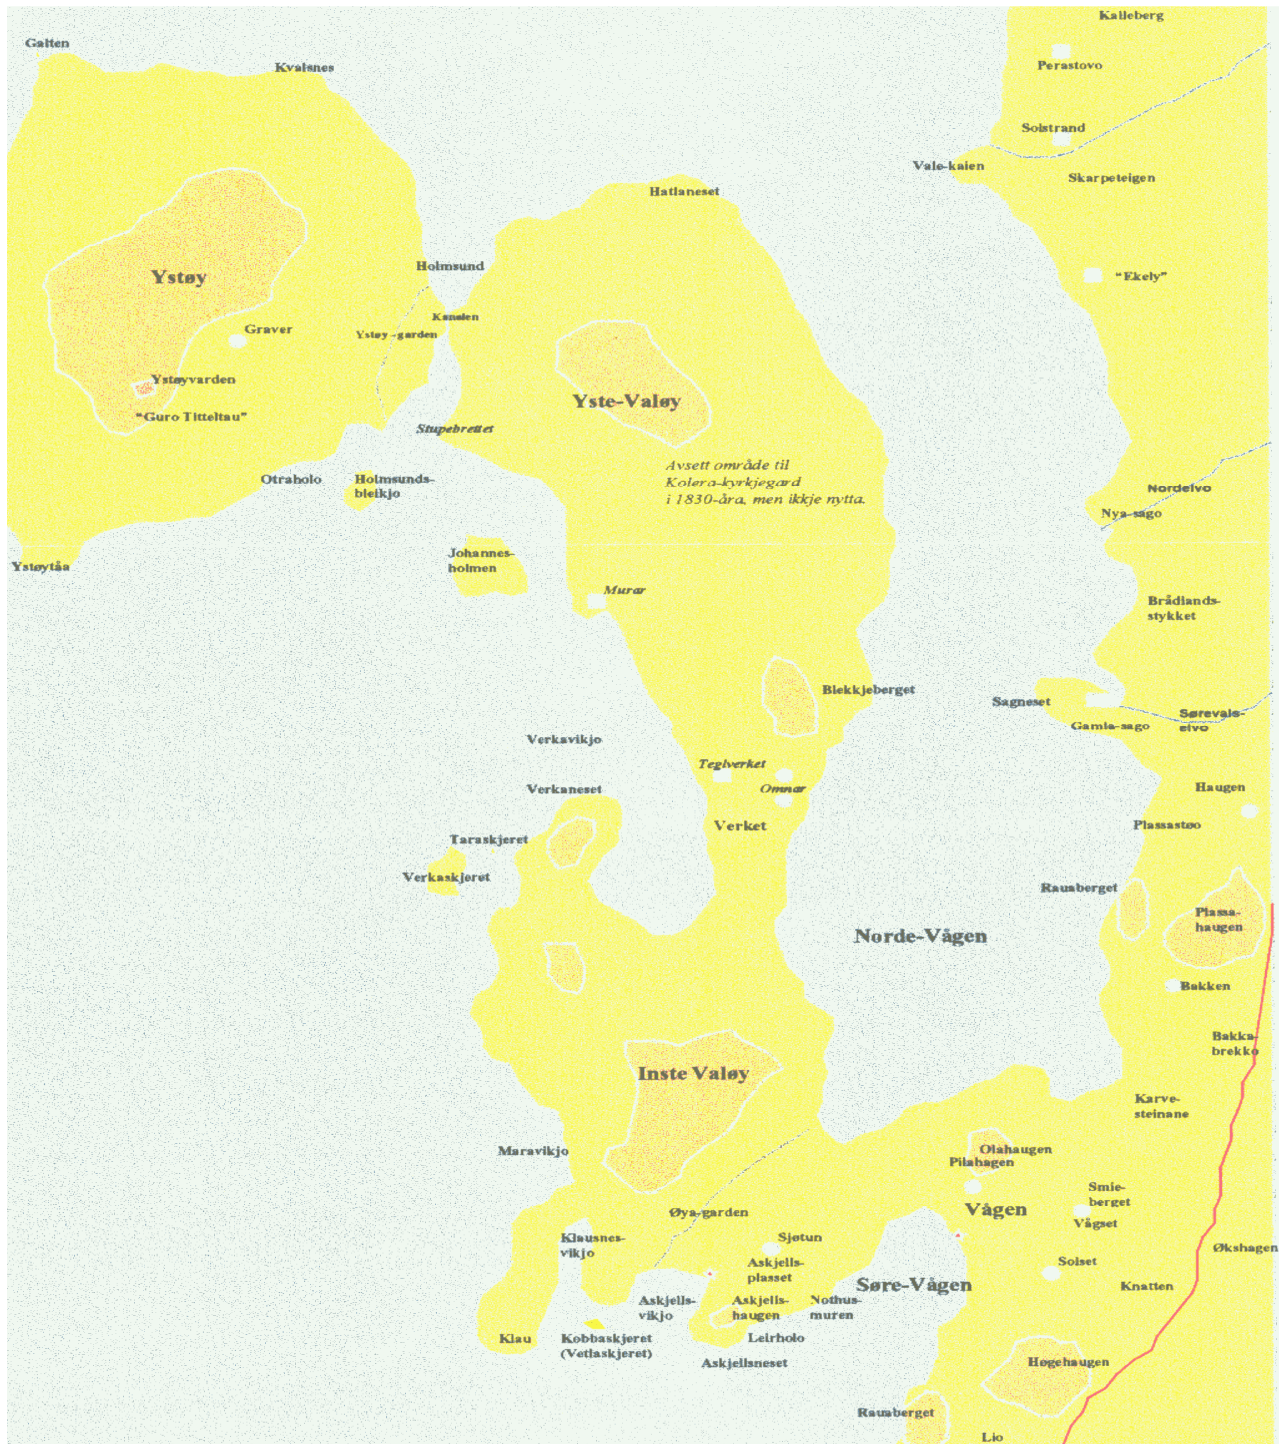 Kalleberg
Galten
Kvalsnes
Perastovo
Solstrand
Vale-kaien
Skarpeteigen
Hatlaneset
Holmsund
"Ekely"
Ystøy
Kanalen
Graver
Ystøy-garden
Ystøyvarden
"Guro Titteltau"
Yste-Valøy
Stupebrettet
Avsett område til
Kolera-kyrkjegard
i 1830-åra, men ikkje nytta.
Otraholo
Holmsunds-
bleikjo
Nordelvo
Nya-sago
Johannes-
holmen
Ystøytåa
Murar
Brådlands-
stykket
Blekkjeberget
Sagneset
Gamla-sago
Sørevals-
elvo
Verkavikjo
Teglverket
Omnar
Verkaneset
Haugen
Verket
Plassastøo
Taraskjeret
Verkaskjeret
Rauaberget
Plassa-
haugen
Norde-Vågen
Bakken
Bakka-
brekko
Inste Valøy
Karve-
steinane
Maravikjo
Olahaugen
Pilahagen
Smie-
berget
Øya-garden
Vågen
Vågset
Klausnes-
vikjo
Sjøtun
Økshagen
Askjells-
plasset
Solset
Søre-Vågen
Knatten
Askjells-
vikjo
Askjells-
haugen
Nothus-
muren
Klau
Kobbaskjeret
(Vetlaskjeret)
Leirholo
Askjellsneset
Høgehaugen
Rauaberget
Lio